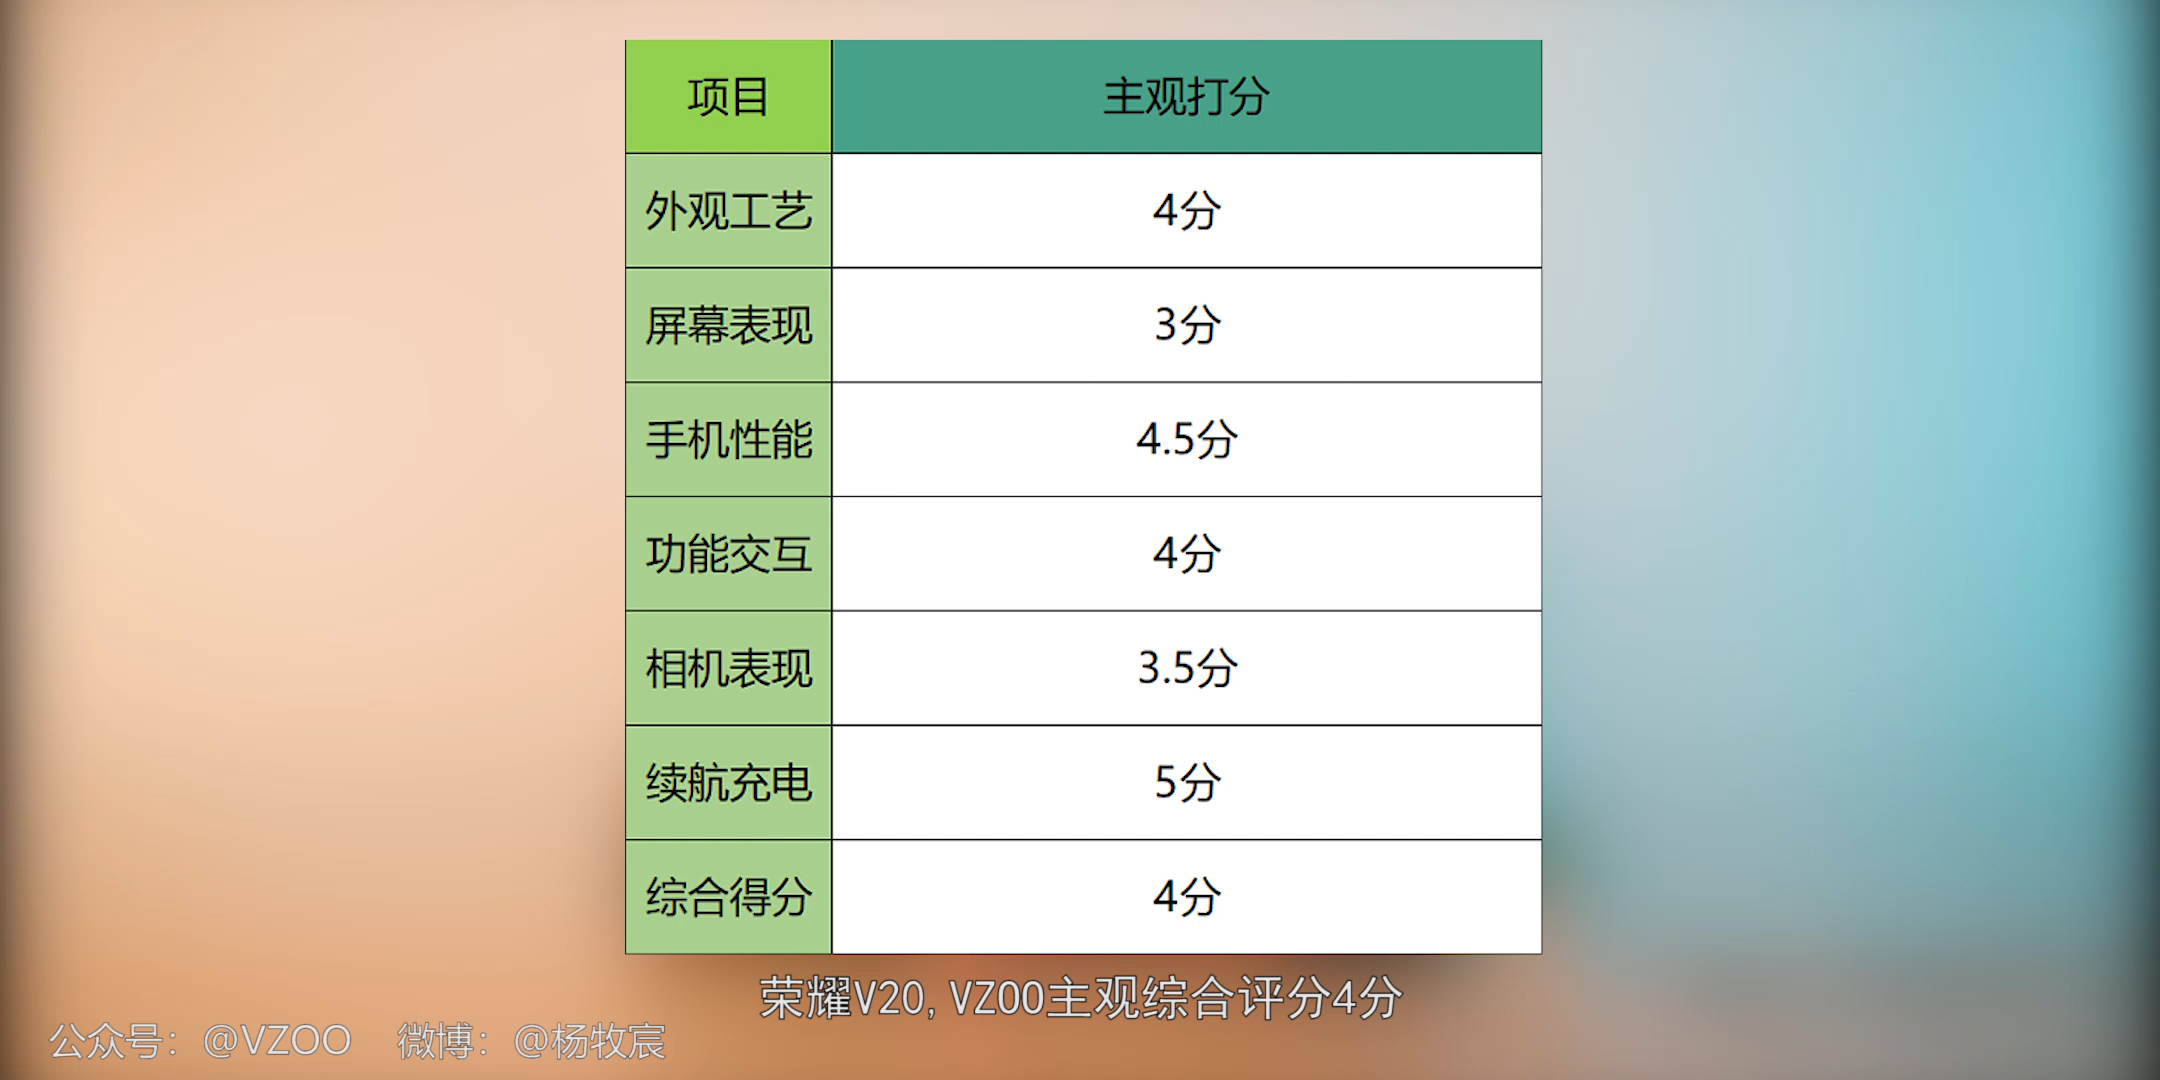 项目 主观打分
外观工艺 4分
屏幕表现 3分
手机性能 4.5分
功能交互 4分
相机表现 3.5分
续航充电 5分
综合得分 4分
荣耀V20,VZOO主观综合评分4分
公众号：@VZOO 微博：@杨牧宸